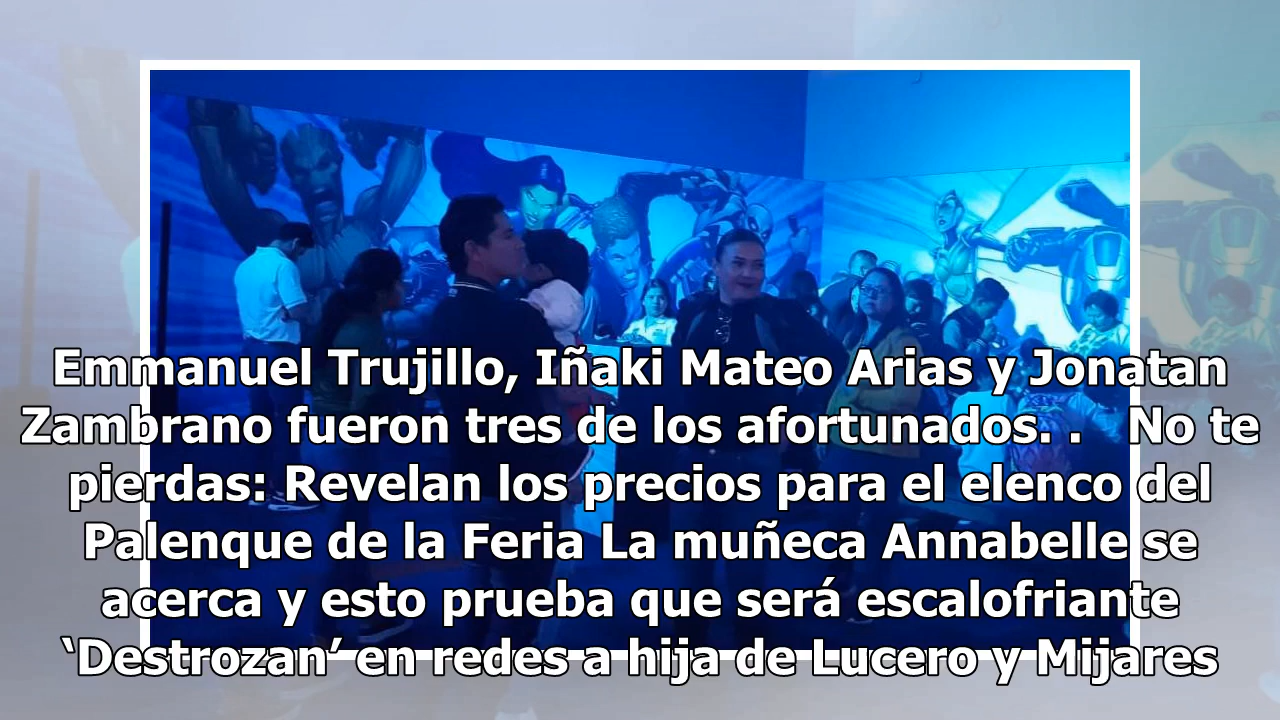 Emmanuel Trujillo, Iñaki Mateo Arias y Jonatan
Zambrano fueron tres de los afortunados. .   No te
pierdas: Revelan los precios para el elenco del
Palenque de la Feria La muñeca Annabelle se
acerca y esto prueba que será escalofriante
‘Destrozan’ en redes a hija de Lucero y Mijares